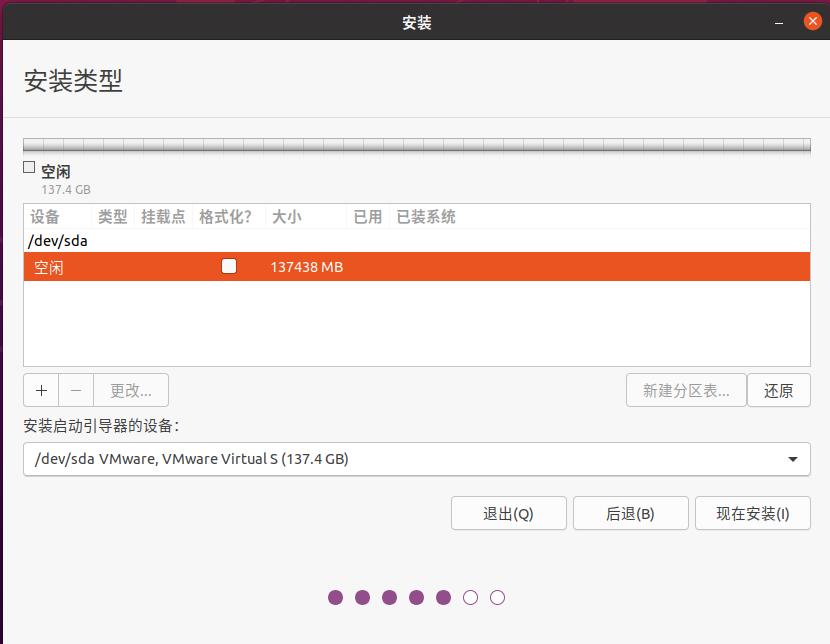 安装
安装类型
空闲
137.4 GB
设备 类型 挂载点 格式化? 大小 已用 已装系统
/dev/sda
空闲 137438 MB
+ − 更改... 新建分区表... 还原
安装启动引导器的设备:
/dev/sda VMware, VMware Virtual S (137.4 GB)
退出(Q) 后退(B) 现在安装(I)